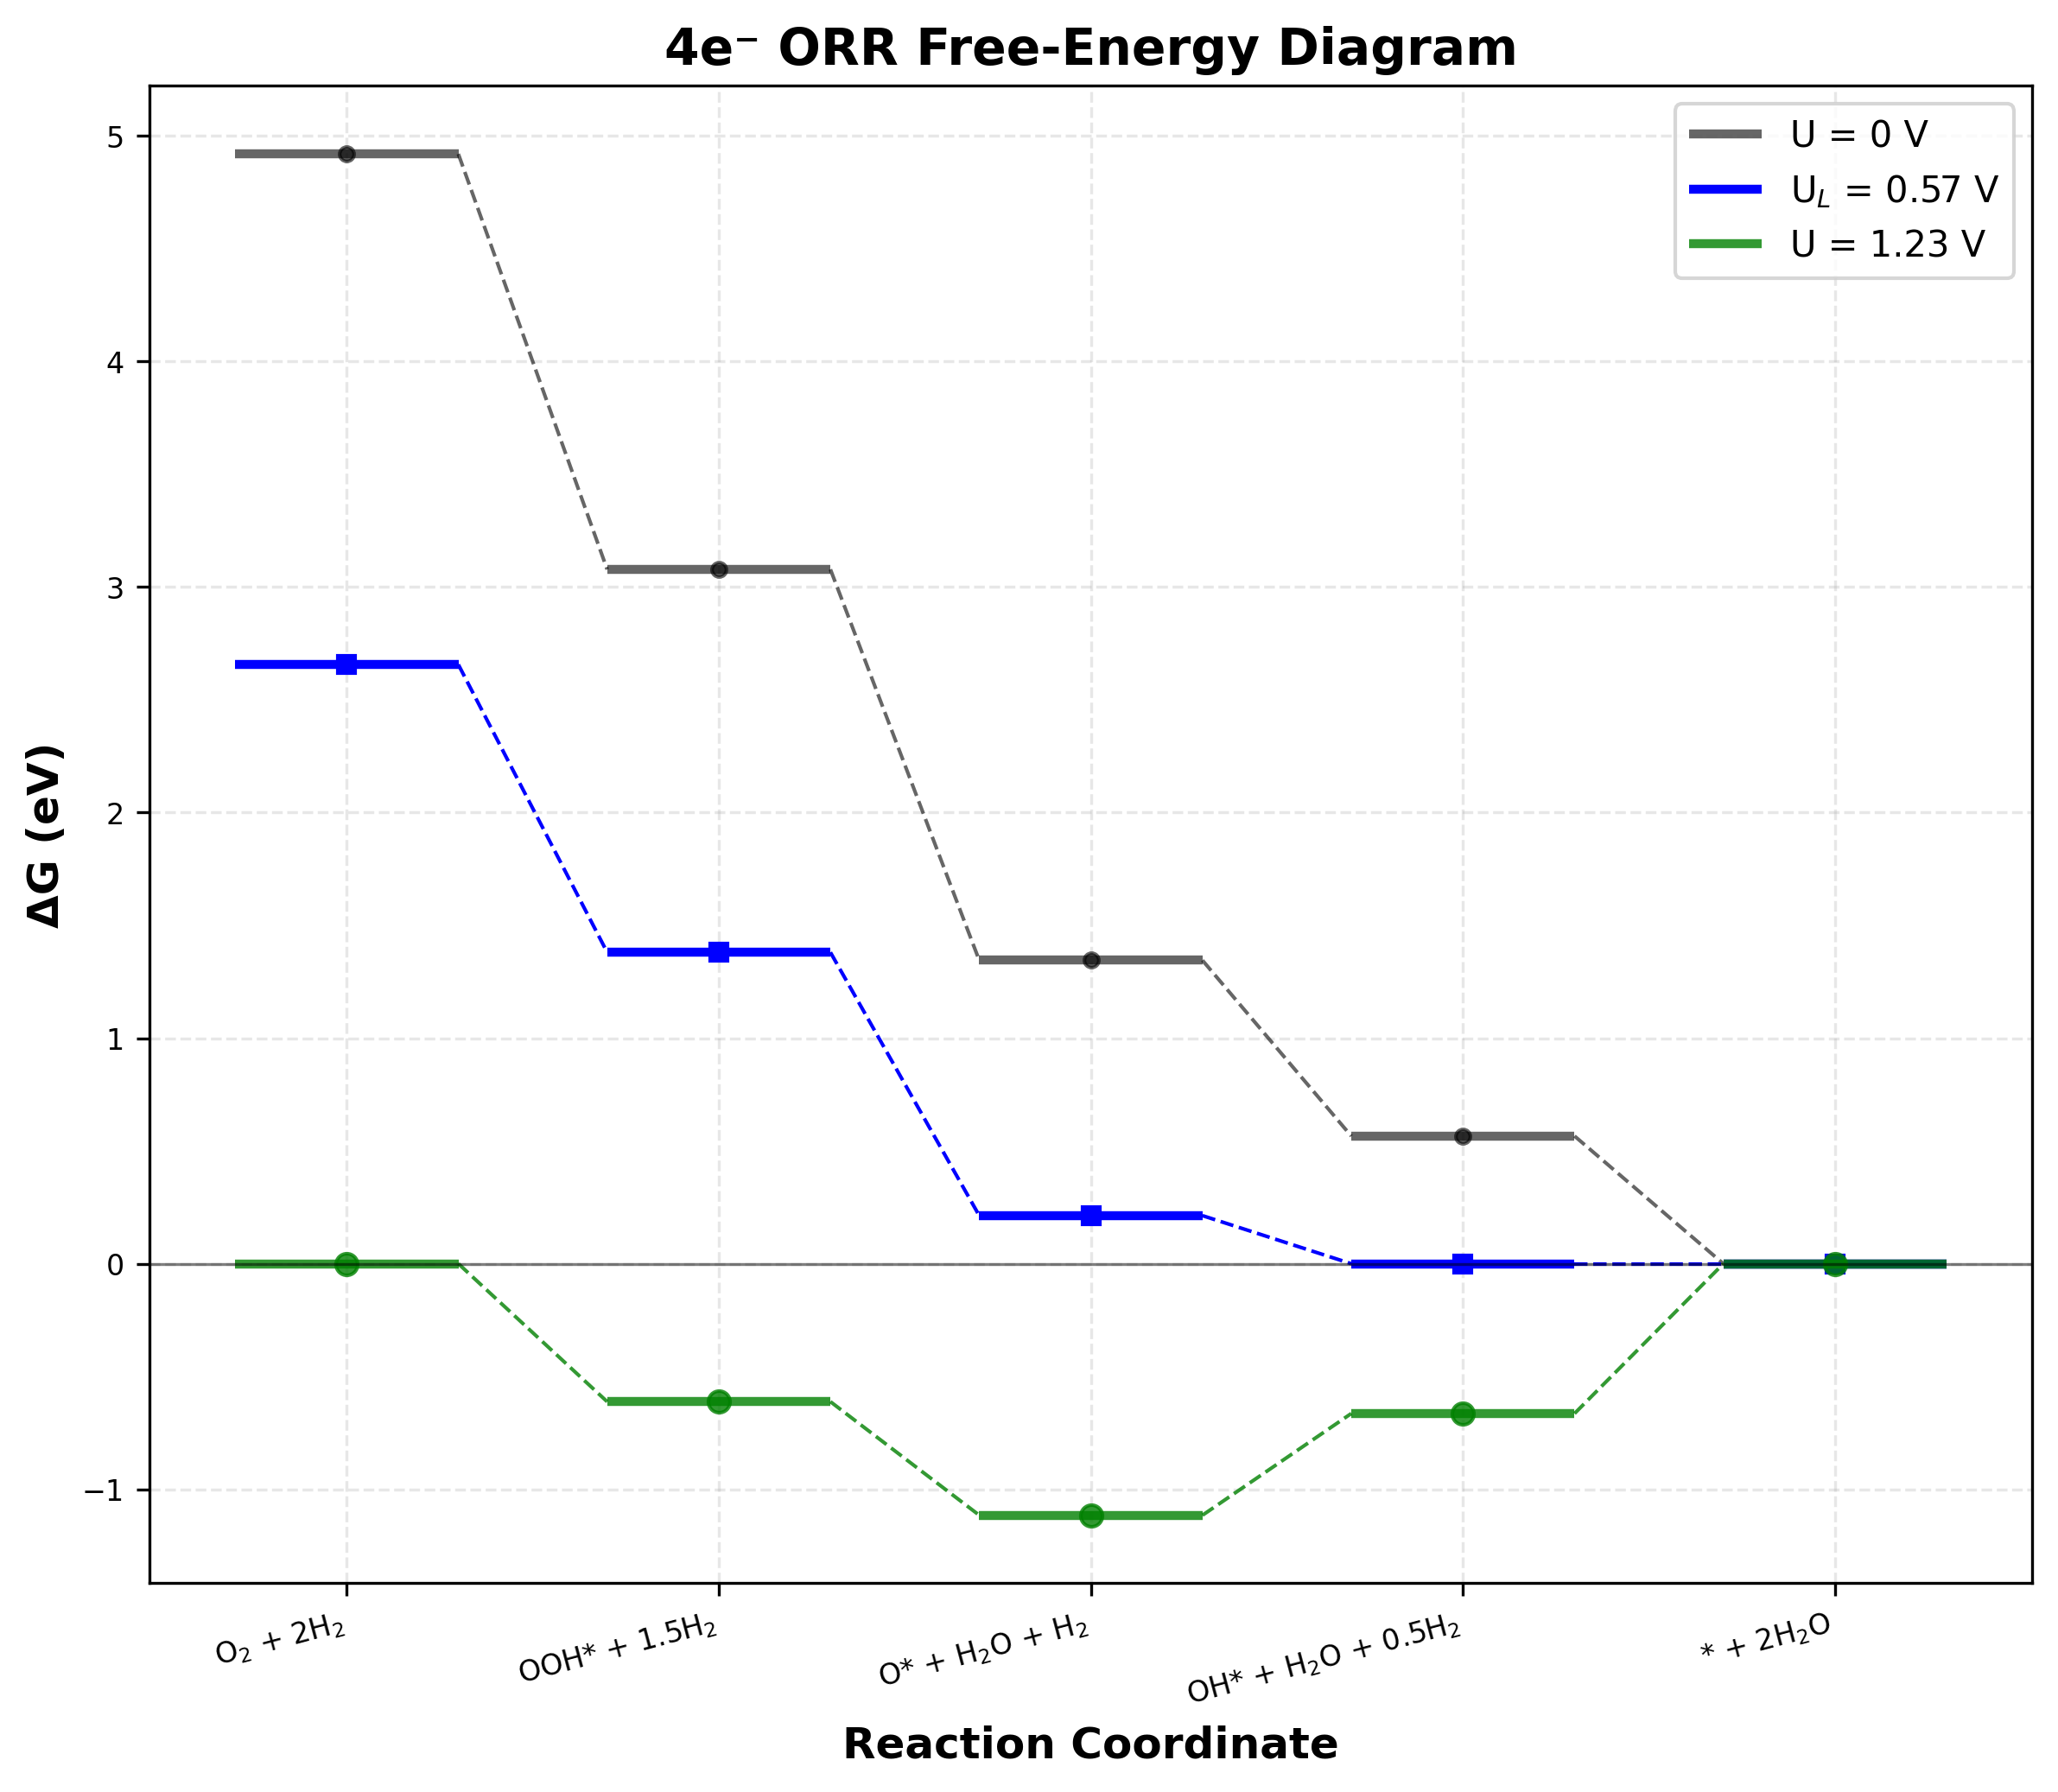 4e⁻ ORR Free-Energy Diagram
U = 0 V
U_L = 0.57 V
U = 1.23 V
ΔG (eV)
5
4
3
2
1
0
−1
O₂ + 2H₂
OOH* + 1.5H₂
O* + H₂O + H₂
OH* + H₂O + 0.5H₂
* + 2H₂O
Reaction Coordinate